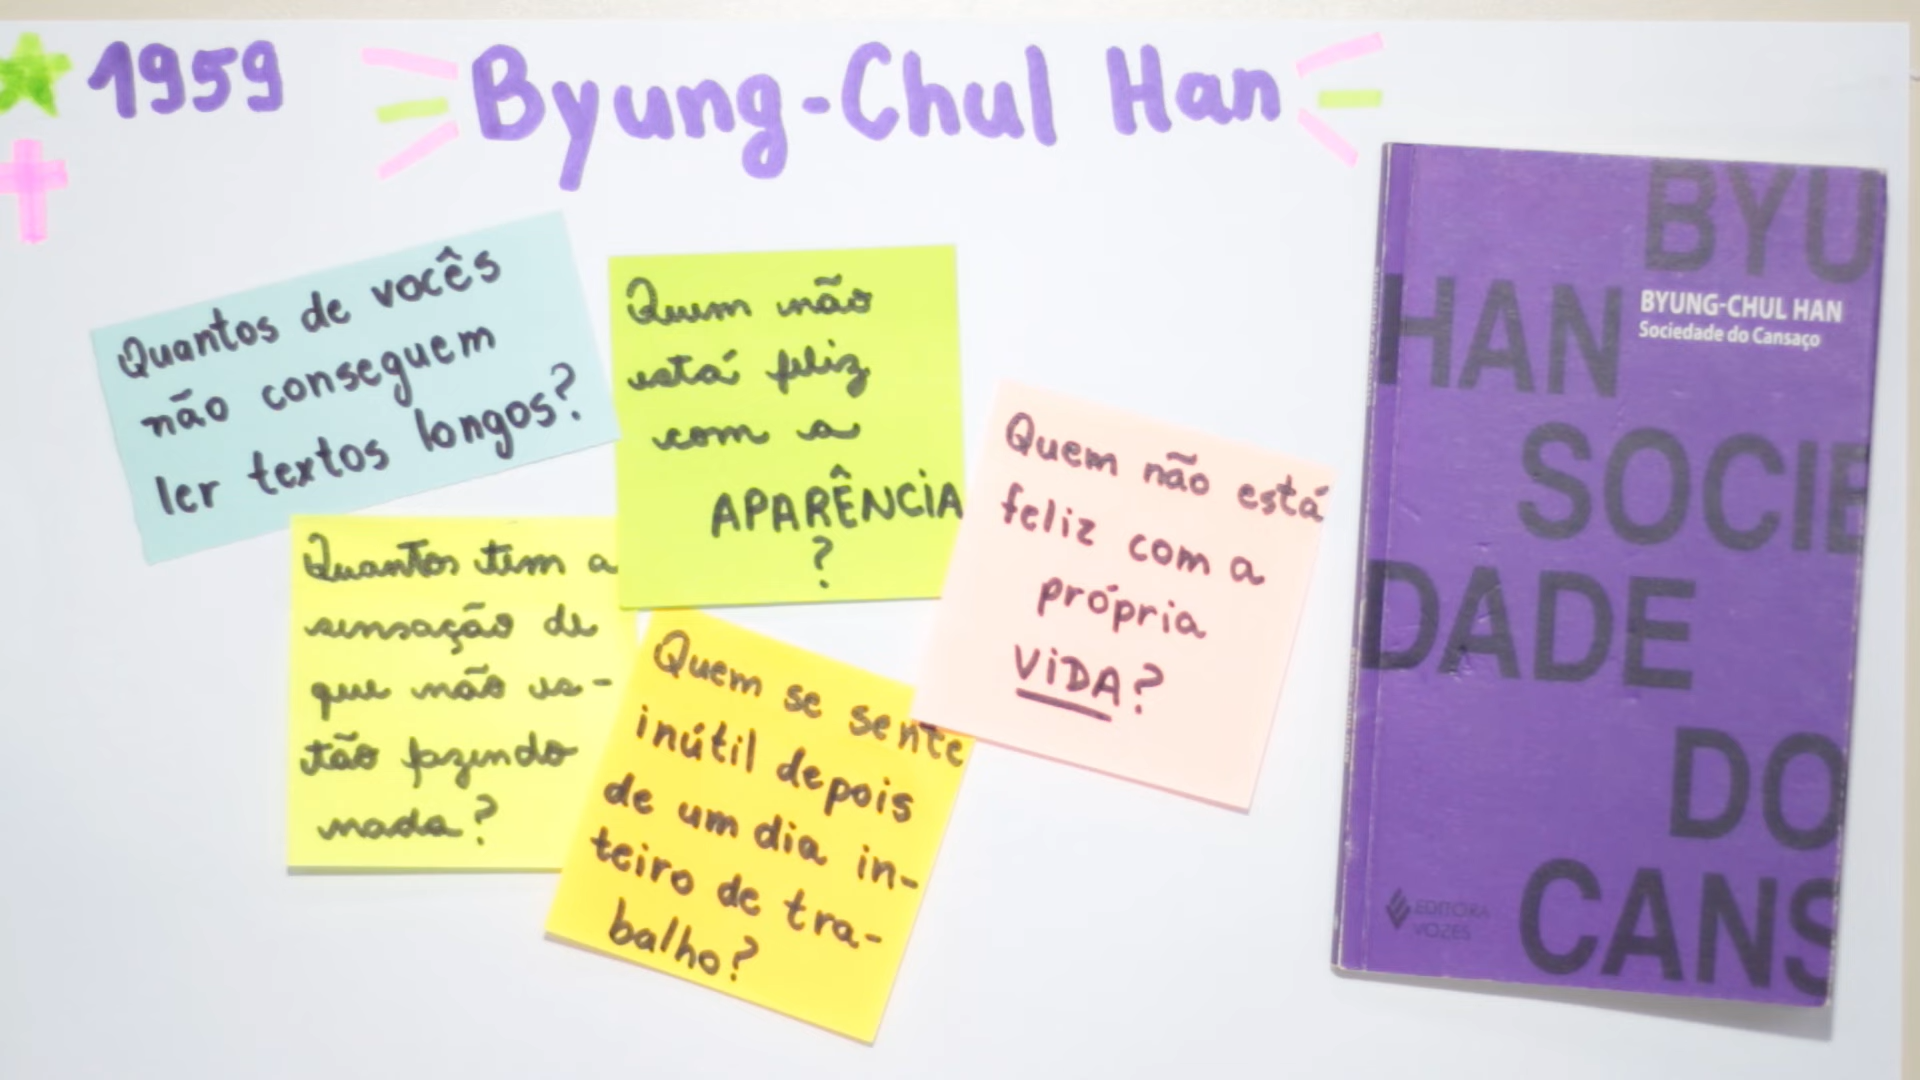 1959
Byung-Chul Han
Quantos de vocês
não conseguem
ler textos longos?
Quem não
está feliz
com a
APARÊNCIA
?
Quem não está
feliz com a
própria
VIDA?
Quantos tem a
sensação de
que não es-
tão fazendo
nada?
Quem se sente
inútil depois
de um dia in-
teiro de tra-
balho?
BYU
HAN
BYUNG-CHUL HAN
Sociedade do Cansaço
SOCIE
DADE
DO
CANS
EDITORA
VOZES